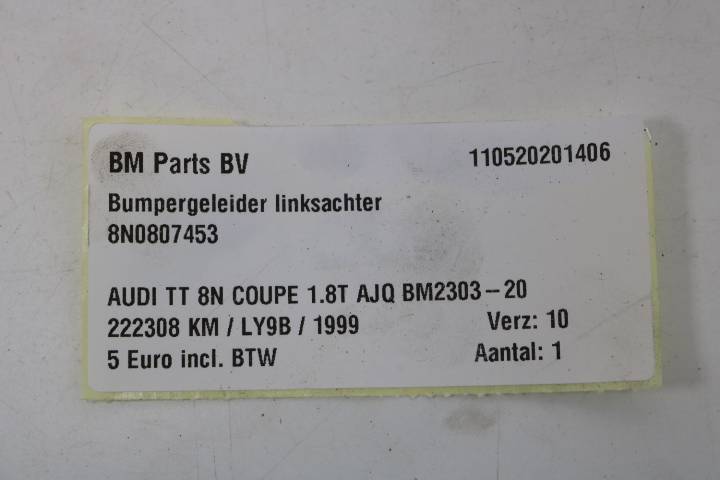 BM Parts BV 110520201406
Bumpergeleider linksachter
8N0807453
AUDI TT 8N COUPE 1.8T AJQ BM2303-20
222308 KM / LY9B / 1999 Verz: 10
5 Euro incl. BTW Aantal: 1